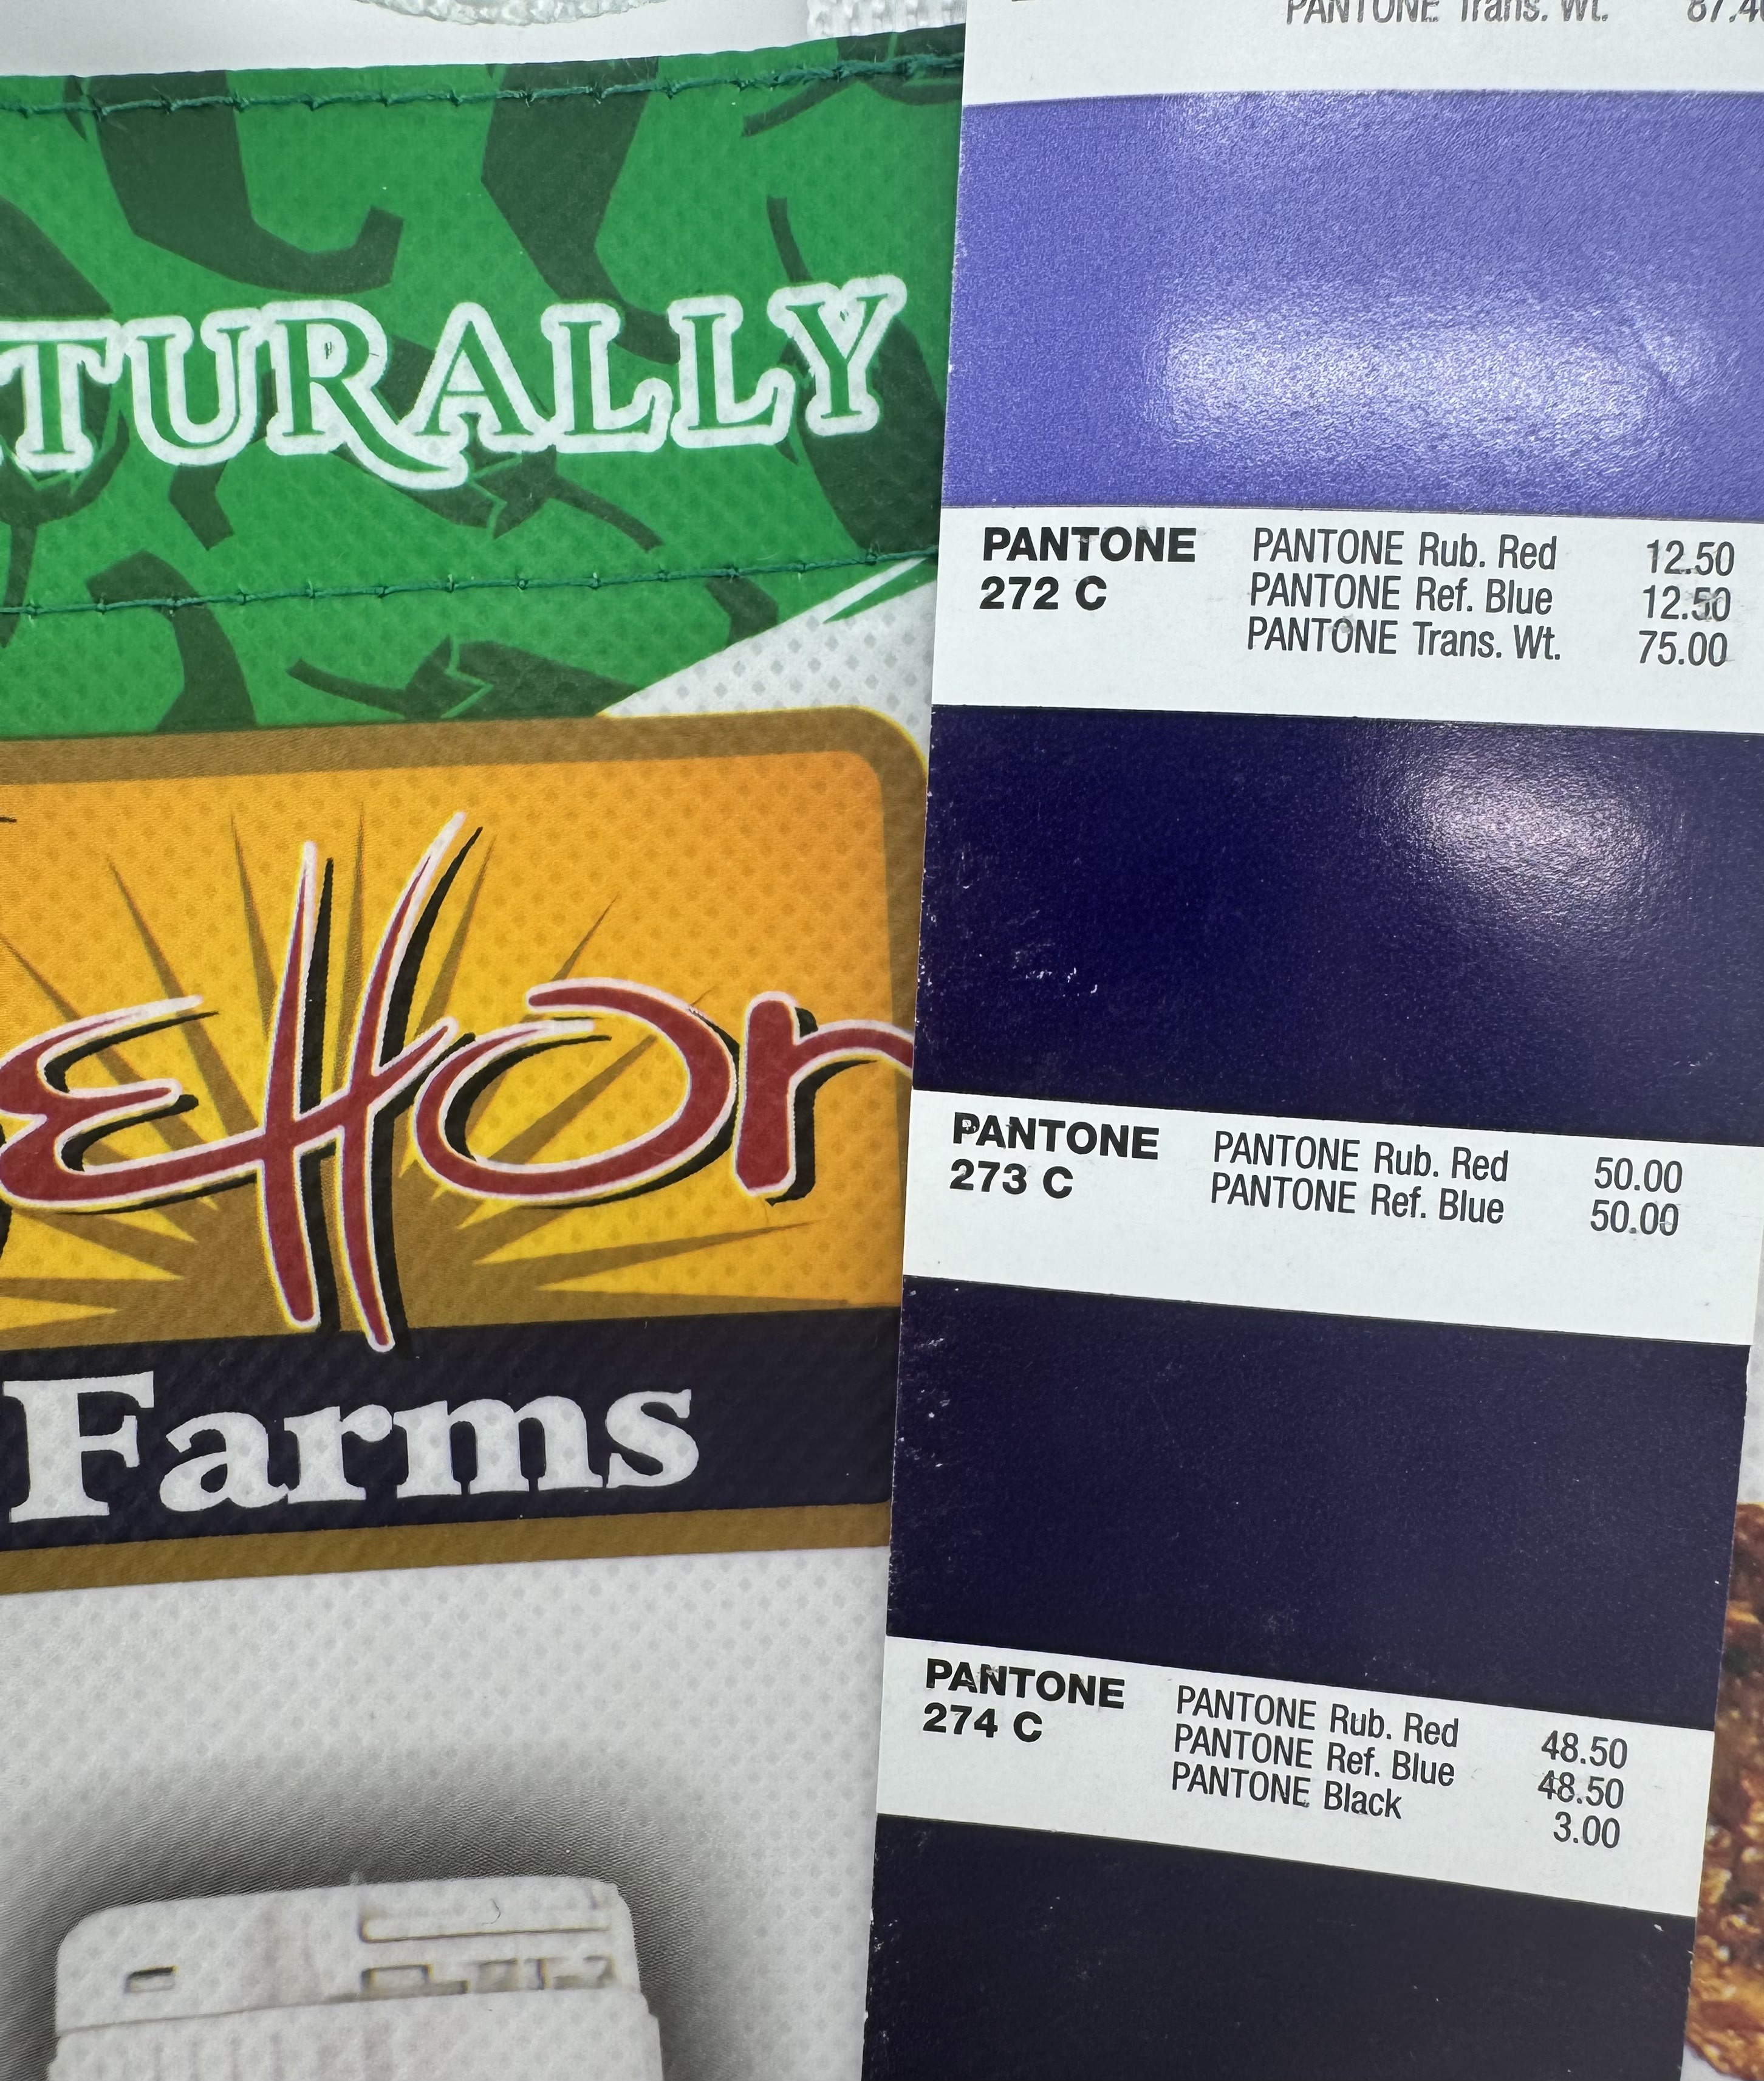 TURALLY
Farms
PANTONE Trans. Wt. 87.4
PANTONE 272 C
PANTONE Rub. Red 12.50
PANTONE Ref. Blue 12.50
PANTONE Trans. Wt. 75.00
PANTONE 273 C
PANTONE Rub. Red 50.00
PANTONE Ref. Blue 50.00
PANTONE 274 C
PANTONE Rub. Red 48.50
PANTONE Ref. Blue 48.50
PANTONE Black 3.00